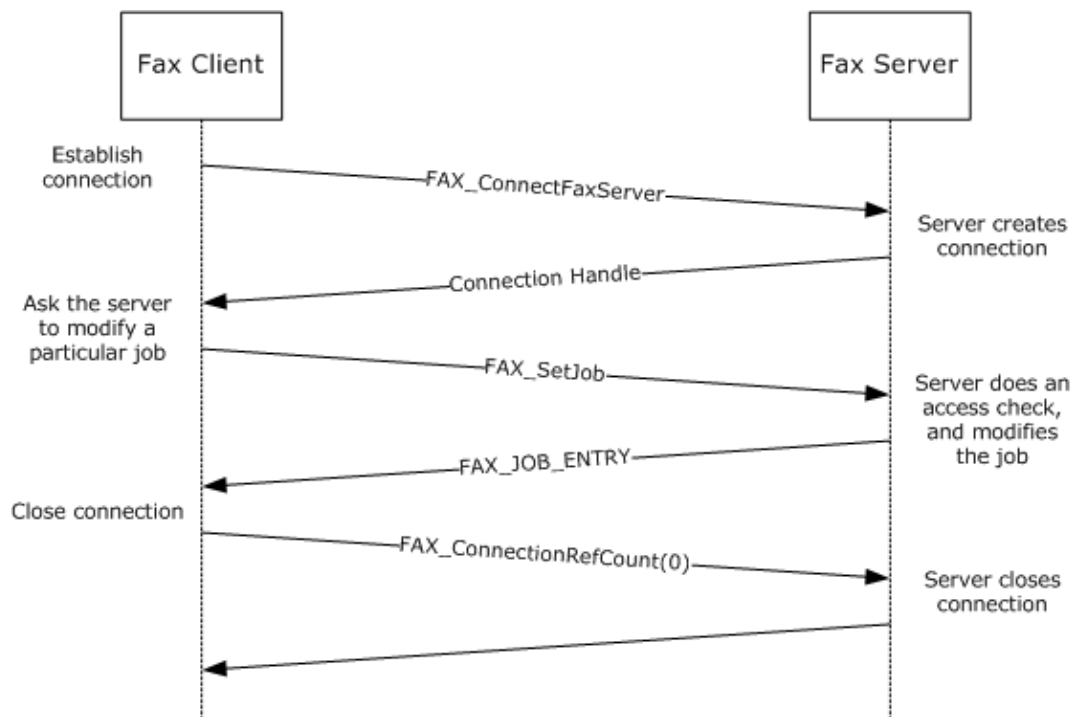 Fax Client
Fax Server
Establish
connection
FAX_ConnectFaxServer
Server creates
connection
Connection Handle
Ask the server
to modify a
particular job
FAX_SetJob
Server does an
access check,
and modifies
the job
FAX_JOB_ENTRY
Close connection
FAX_ConnectionRefCount(0)
Server closes
connection